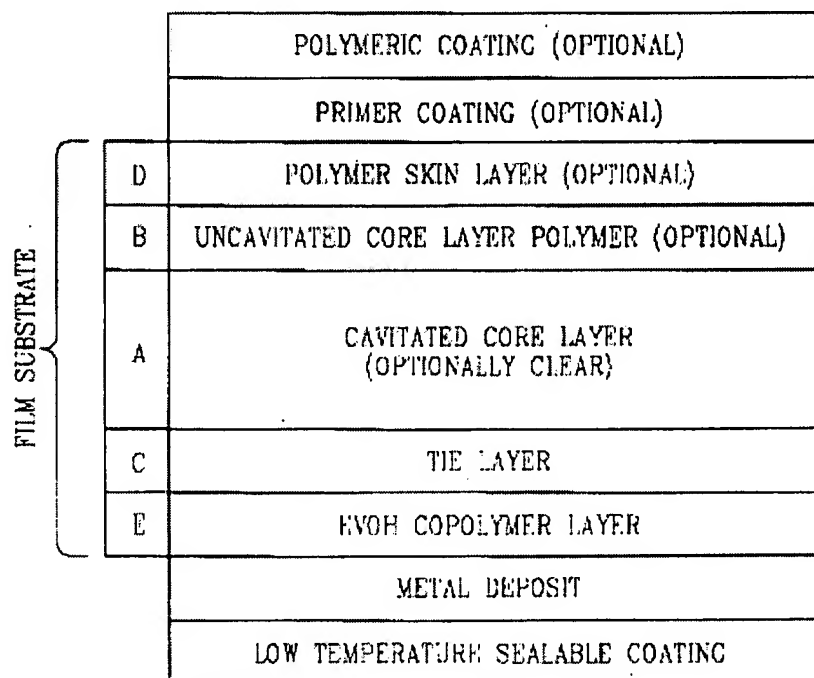 POLYMERIC COATING (OPTIONAL)
PRIMER COATING (OPTIONAL)
FILM SUBSTRATE
D POLYMER SKIN LAYER (OPTIONAL)
B UNCAVITATED CORE LAYER POLYMER (OPTIONAL)
A CAVITATED CORE LAYER
(OPTIONALLY CLEAR)
C TIE LAYER
E EVOH COPOLYMER LAYER
METAL DEPOSIT
LOW TEMPERATURE SEALABLE COATING